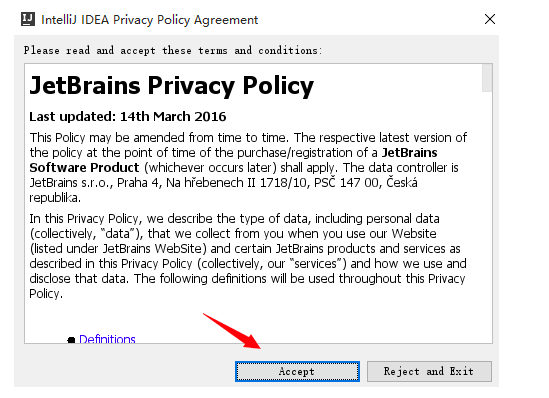 IJ IntelliJ IDEA Privacy Policy Agreement
Please read and accept these terms and conditions:
JetBrains Privacy Policy
Last updated: 14th March 2016
This Policy may be amended from time to time. The respective latest version of
the policy at the point of time of the purchase/registration of a JetBrains
Software Product (whichever occurs later) shall apply. The data controller is
JetBrains s.r.o., Praha 4, Na hřebenech II 1718/10, PSČ 147 00, Česká
republika.
In this Privacy Policy, we describe the type of data, including personal data
(collectively, “data”), that we collect from you when you use our Website
(listed under JetBrains WebSite) and certain JetBrains products and services as
described in this Privacy Policy (collectively, our “services”) and how we use and
disclose that data. The following definitions will be used throughout this Privacy
Policy.
Definitions
Accept Reject and Exit